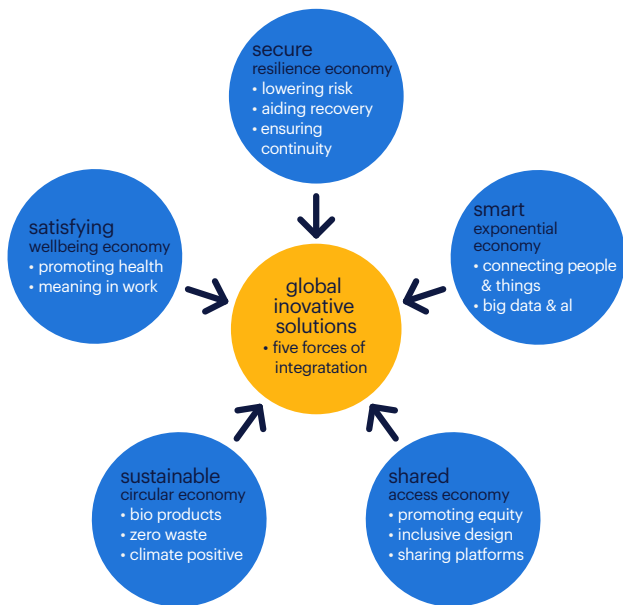 secure
resilience economy
• lowering risk
• aiding recovery
• ensuring
continuity
satisfying
wellbeing economy
• promoting health
• meaning in work
smart
exponential
economy
• connecting people
& things
• big data & al
global
inovative
solutions
• five forces of
integratation
sustainable
circular economy
• bio products
• zero waste
• climate positive
shared
access economy
• promoting equity
• inclusive design
• sharing platforms